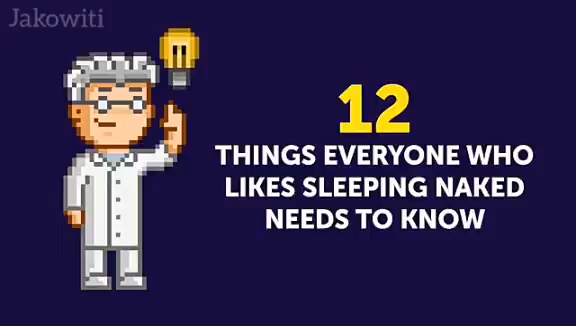 Jakowiti
12
THINGS EVERYONE WHO
LIKES SLEEPING NAKED
NEEDS TO KNOW